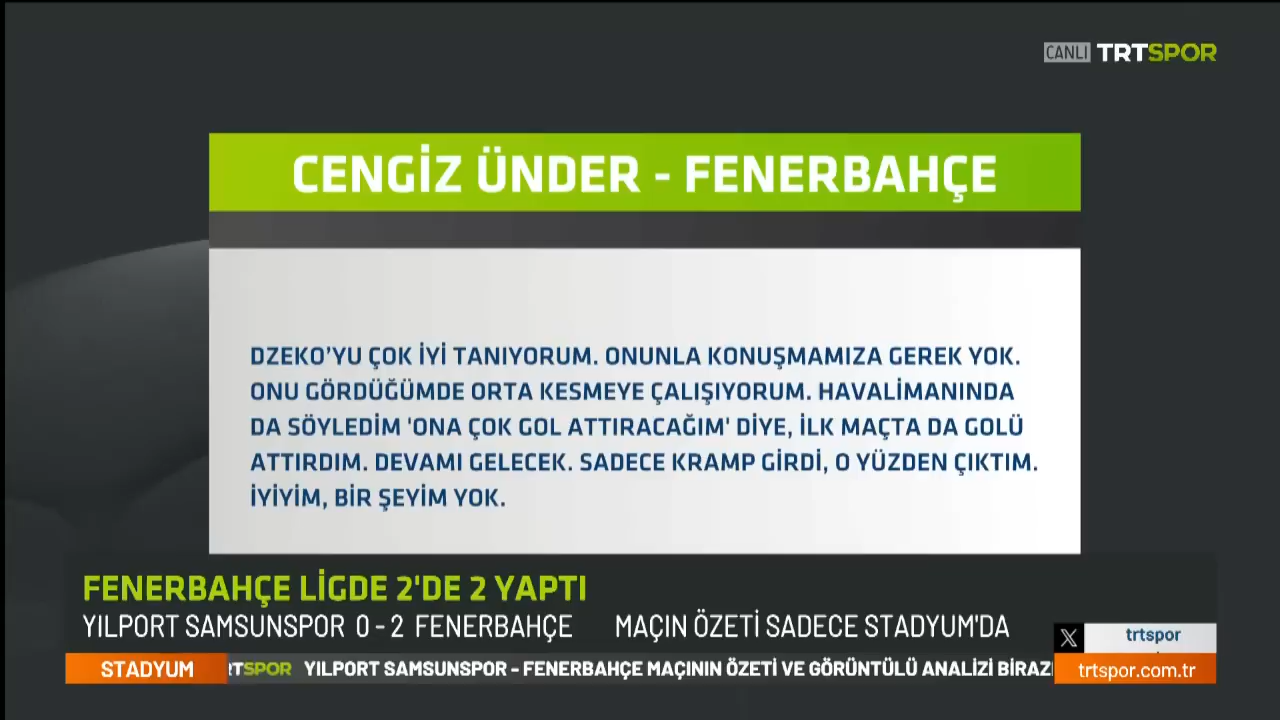 CANLI TRTSPOR
CENGİZ ÜNDER - FENERBAHÇE
DZEKO’YU ÇOK İYİ TANIYORUM. ONUNLA KONUŞMAMIZA GEREK YOK.
ONU GÖRDÜĞÜMDE ORTA KESMEYE ÇALIŞIYORUM. HAVALİMANINDA
DA SÖYLEDİM 'ONA ÇOK GOL ATTIRACAĞIM' DİYE, İLK MAÇTA DA GOLÜ
ATTIRDIM. DEVAMI GELECEK. SADECE KRAMP GİRDİ, O YÜZDEN ÇIKTIM.
İYİYİM, BİR ŞEYİM YOK.
FENERBAHÇE LİGDE 2'DE 2 YAPTI
YILPORT SAMSUNSPOR 0 - 2 FENERBAHÇE MAÇIN ÖZETİ SADECE STADYUM'DA
X trtspor
STADYUM RTSPOR YILPORT SAMSUNSPOR - FENERBAHÇE MAÇININ ÖZETİ VE GÖRÜNTÜLÜ ANALİZİ BİRAZ trtspor.com.tr